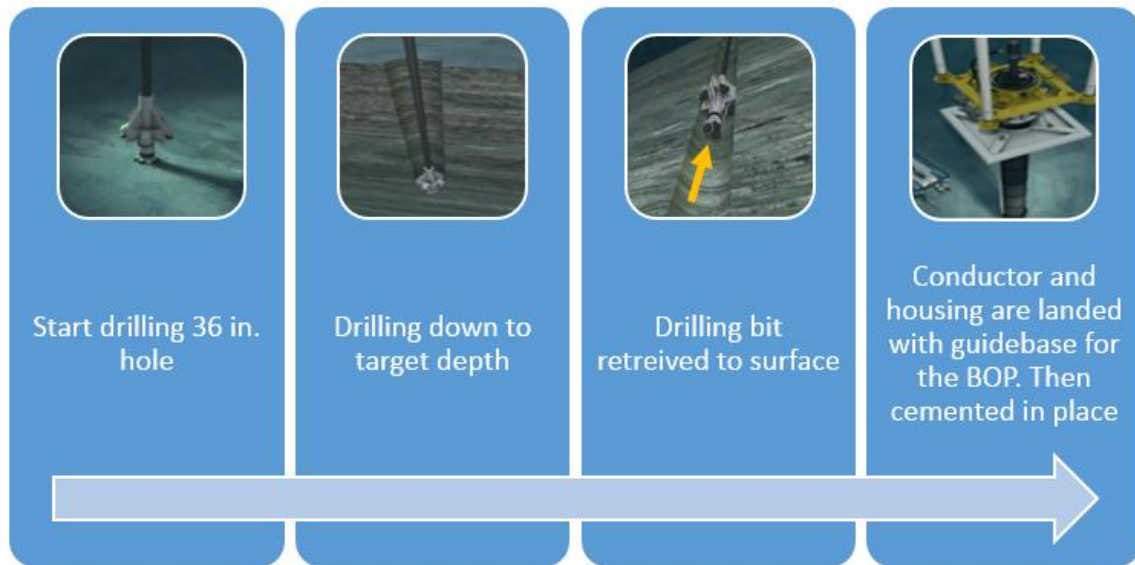 Start drilling 36 in.
hole
Drilling down to
target depth
Drilling bit
retreived to surface
Conductor and
housing are landed
with guidebase for
the BOP. Then
cemented in place